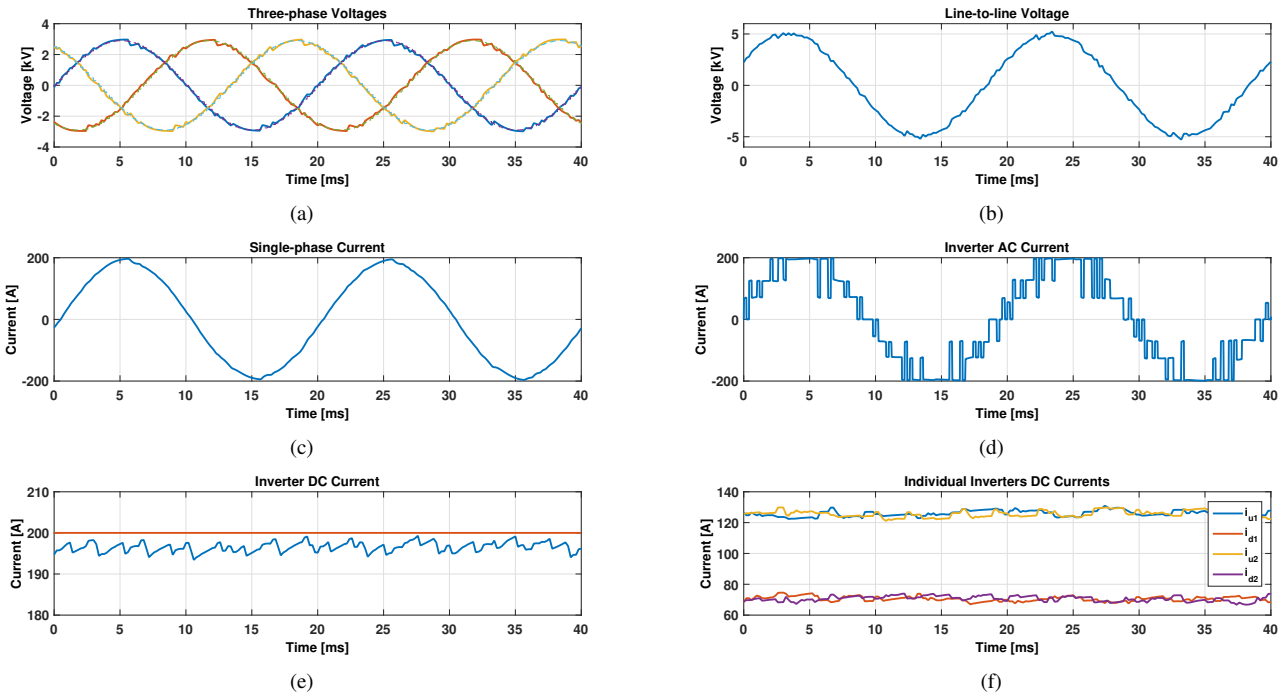 Three-phase Voltages
Voltage [kV]
4
2
0
-2
-4
0 5 10 15 20 25 30 35 40
Time [ms]
(a)
Line-to-line Voltage
Voltage [kV]
5
0
-5
0 5 10 15 20 25 30 35 40
Time [ms]
(b)
Single-phase Current
Current [A]
200
0
-200
0 5 10 15 20 25 30 35 40
Time [ms]
(c)
Inverter AC Current
Current [A]
200
0
-200
0 5 10 15 20 25 30 35 40
Time [ms]
(d)
Inverter DC Current
Current [A]
210
200
190
180
0 5 10 15 20 25 30 35 40
Time [ms]
(e)
Individual Inverters DC Currents
Current [A]
140
120
100
80
60
i_u1
i_d1
i_u2
i_d2
0 5 10 15 20 25 30 35 40
Time [ms]
(f)